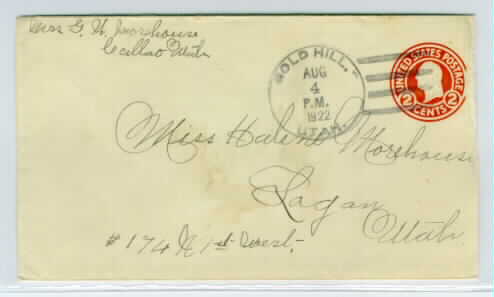 Mrs G. H. Morehouse
Callao Utah
GOLD HILL.
AUG
4
P.M.
1922
UTAH.
UNITED STATES POSTAGE
2 CENTS 2
Miss Halene Morehouse
Logan
Utah
# 174 N 1st West.